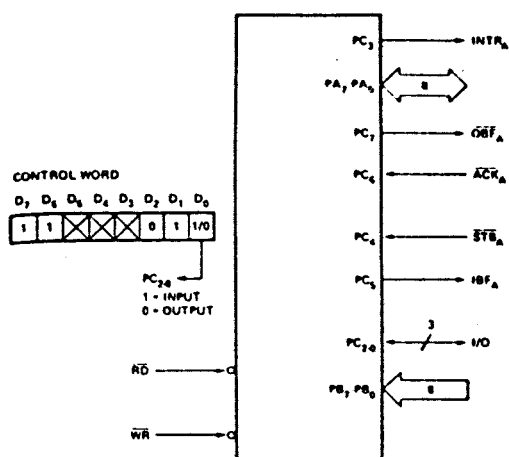 PC3 INTRA
PA7, PA0 8
PC7 OBFA
PC6 ACKA
CONTROL WORD
D7 D6 D5 D4 D3 D2 D1 D0
1 1 0 1 1/0
PC4 STBA
PC2-0
1 = INPUT
0 = OUTPUT
PC5 IBFA
3
PC2-0 I/O
RD
PB7, PB0 8
WR